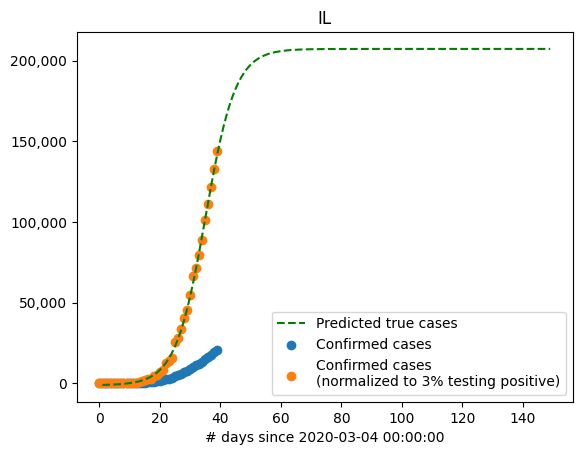 IL
200,000
150,000
100,000
50,000
0
0 20 40 60 80 100 120 140
# days since 2020-03-04 00:00:00
Predicted true cases
Confirmed cases
Confirmed cases
(normalized to 3% testing positive)